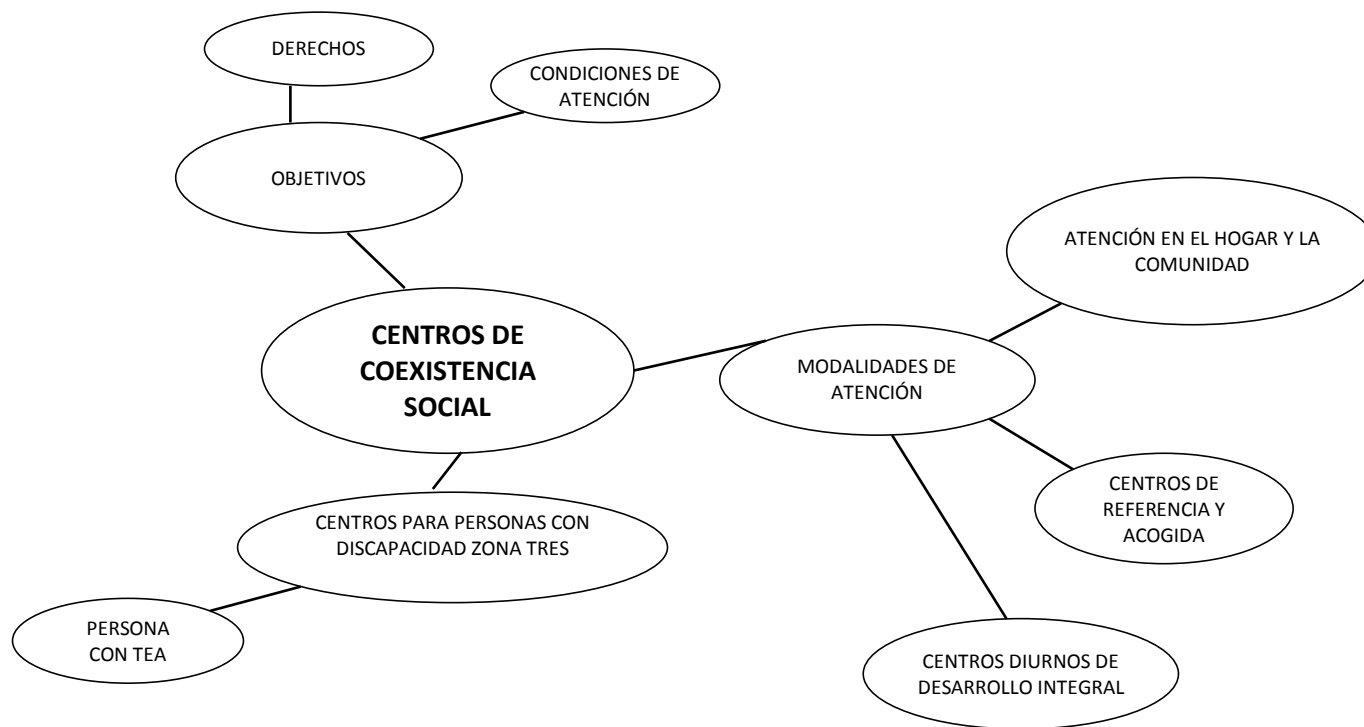 DERECHOS
CONDICIONES DE
ATENCIÓN
OBJETIVOS
ATENCIÓN EN EL HOGAR Y LA
COMUNIDAD
CENTROS DE
COEXISTENCIA
SOCIAL
MODALIDADES DE
ATENCIÓN
CENTROS DE
REFERENCIA Y
ACOGIDA
CENTROS PARA PERSONAS CON
DISCAPACIDAD ZONA TRES
PERSONA
CON TEA
CENTROS DIURNOS DE
DESARROLLO INTEGRAL